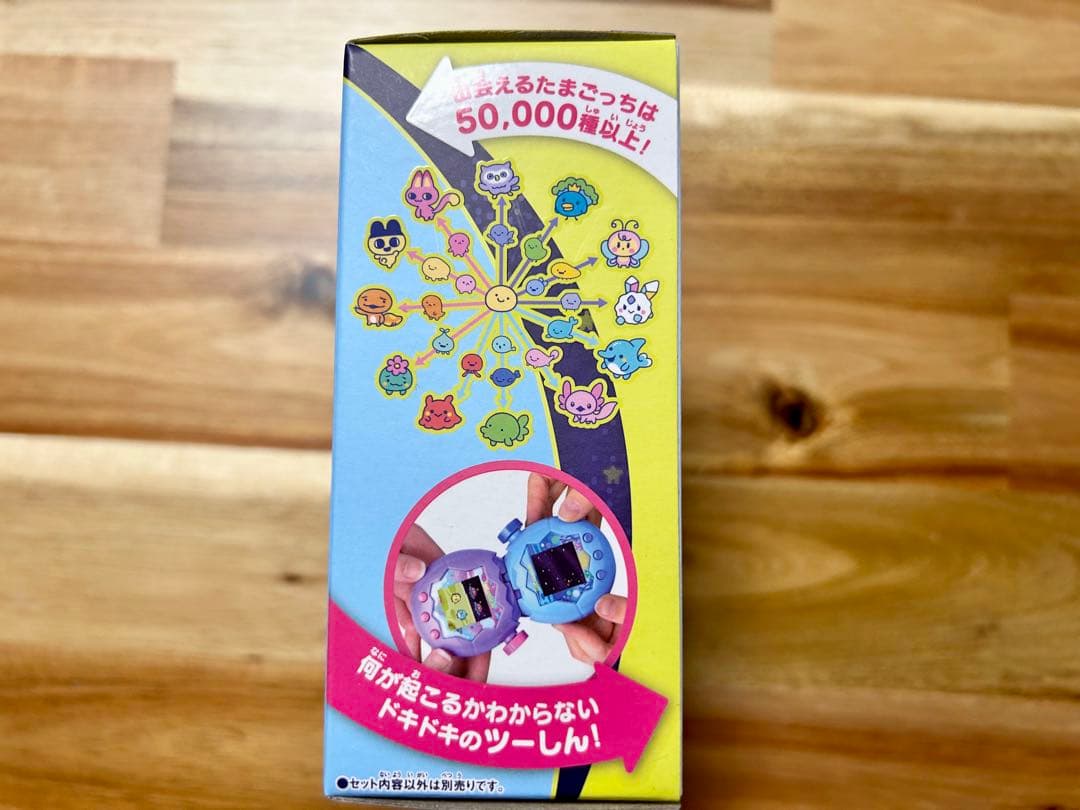 出会えるたまごっちは
50,000種以上!
何が起こるかわからない
ドキドキのツーしん!
●セット内容以外は別売りです。